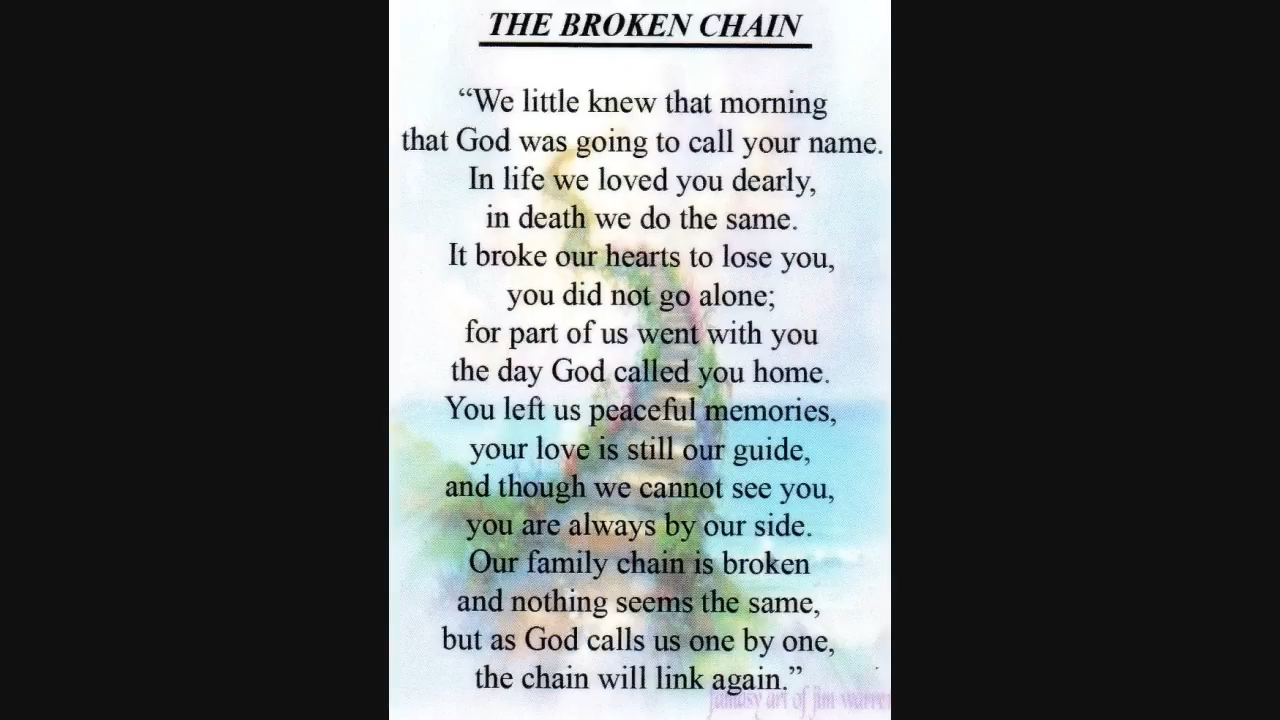 THE BROKEN CHAIN
“We little knew that morning
that God was going to call your name.
In life we loved you dearly,
in death we do the same.
It broke our hearts to lose you,
you did not go alone;
for part of us went with you
the day God called you home.
You left us peaceful memories,
your love is still our guide,
and though we cannot see you,
you are always by our side.
Our family chain is broken
and nothing seems the same,
but as God calls us one by one,
the chain will link again.”
art of jim